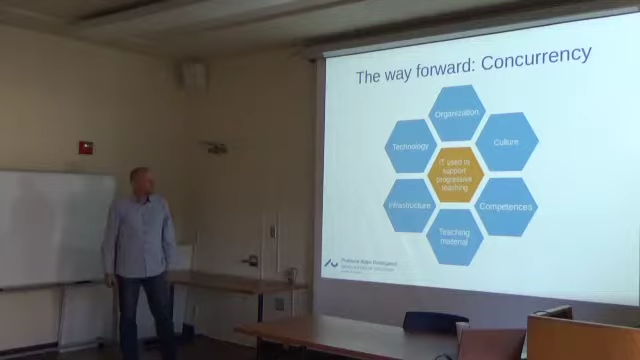 The way forward: Concurrency
Organization
Technology
Culture
IT used to
support
progressive
teaching
Infrastructure
Competences
Teaching
material